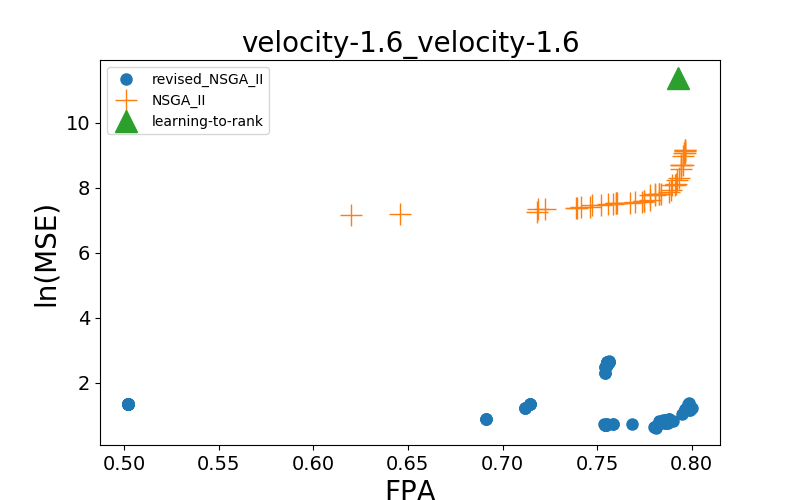 velocity-1.6_velocity-1.6
revised_NSGA_II
NSGA_II
learning-to-rank
ln(MSE)
10
8
6
4
2
0.50 0.55 0.60 0.65 0.70 0.75 0.80
FPA